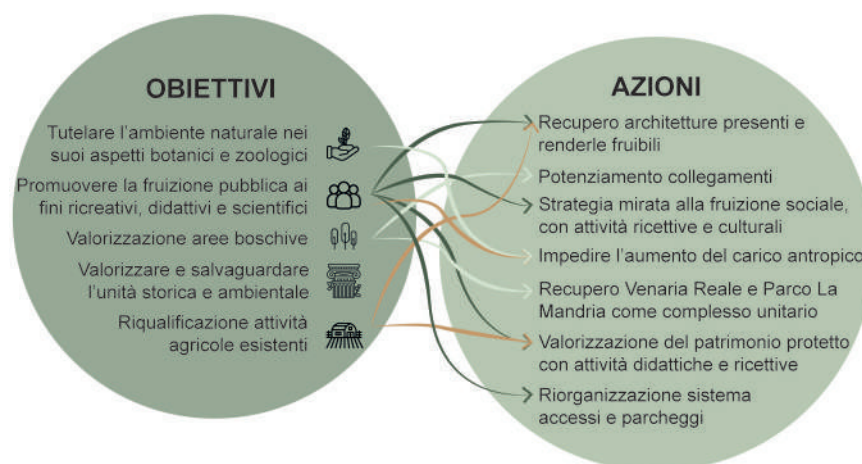 OBIETTIVI
Tutelare l'ambiente naturale nei
suoi aspetti botanici e zoologici
Promuovere la fruizione pubblica ai
fini ricreativi, didattivi e scientifici
Valorizzazione aree boschive
Valorizzare e salvaguardare
l'unità storica e ambientale
Riqualificazione attività
agricole esistenti
AZIONI
Recupero architetture presenti e
renderle fruibili
Potenziamento collegamenti
Strategia mirata alla fruizione sociale,
con attività ricettive e culturali
Impedire l'aumento del carico antropico
Recupero Venaria Reale e Parco La
Mandria come complesso unitario
Valorizzazione del patrimonio protetto
con attività didattiche e ricettive
Riorganizzazione sistema
accessi e parcheggi